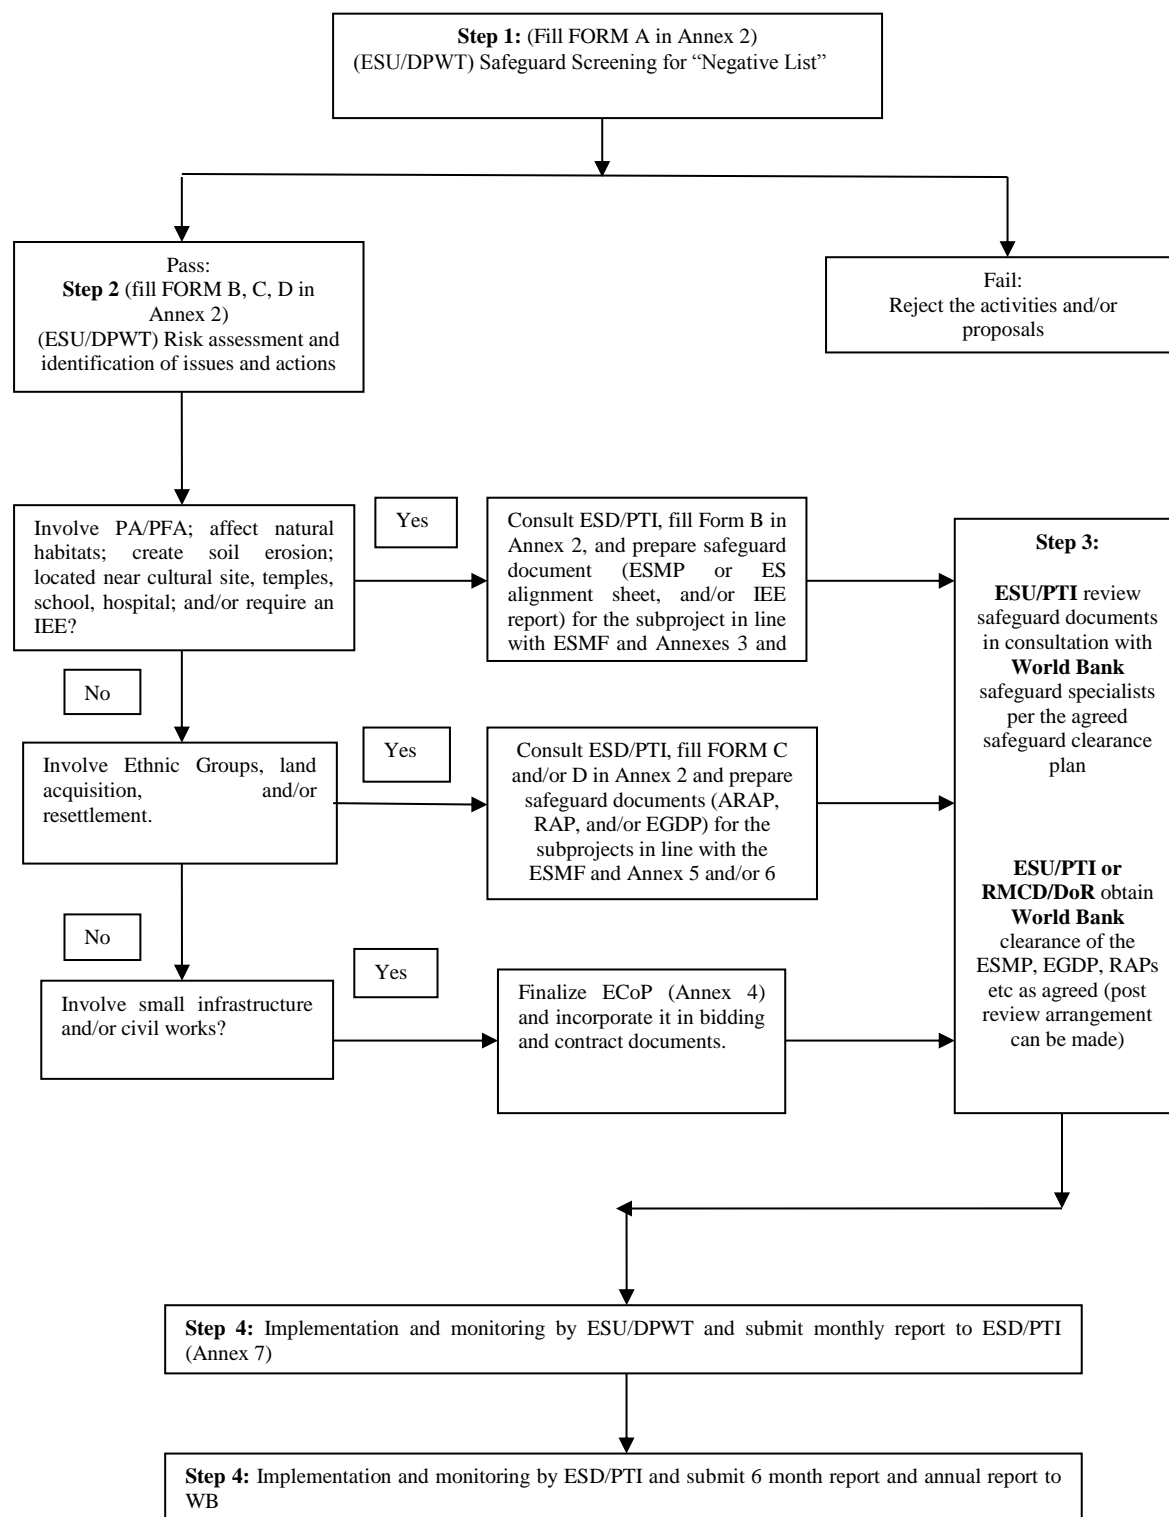 Step 1: (Fill FORM A in Annex 2)
(ESU/DPWT) Safeguard Screening for “Negative List”
Pass:
Step 2 (fill FORM B, C, D in
Annex 2)
(ESU/DPWT) Risk assessment and
identification of issues and actions
Fail:
Reject the activities and/or
proposals
Involve PA/PFA; affect natural
habitats; create soil erosion;
located near cultural site, temples,
school, hospital; and/or require an
IEE?
Yes
Consult ESD/PTI, fill Form B in
Annex 2, and prepare safeguard
document (ESMP or ES
alignment sheet, and/or IEE
report) for the subproject in line
with ESMF and Annexes 3 and
No
Involve Ethnic Groups, land
acquisition, and/or
resettlement.
Yes
Consult ESD/PTI, fill FORM C
and/or D in Annex 2 and prepare
safeguard documents (ARAP,
RAP, and/or EGDP) for the
subprojects in line with the
ESMF and Annex 5 and/or 6
No
Involve small infrastructure
and/or civil works?
Yes
Finalize ECoP (Annex 4)
and incorporate it in bidding
and contract documents.
Step 3:
ESU/PTI review
safeguard documents
in consultation with
World Bank
safeguard specialists
per the agreed
safeguard clearance
plan
ESU/PTI or
RMCD/DoR obtain
World Bank
clearance of the
ESMP, EGDP, RAPs
etc as agreed (post
review arrangement
can be made)
Step 4: Implementation and monitoring by ESU/DPWT and submit monthly report to ESD/PTI
(Annex 7)
Step 4: Implementation and monitoring by ESD/PTI and submit 6 month report and annual report to
WB